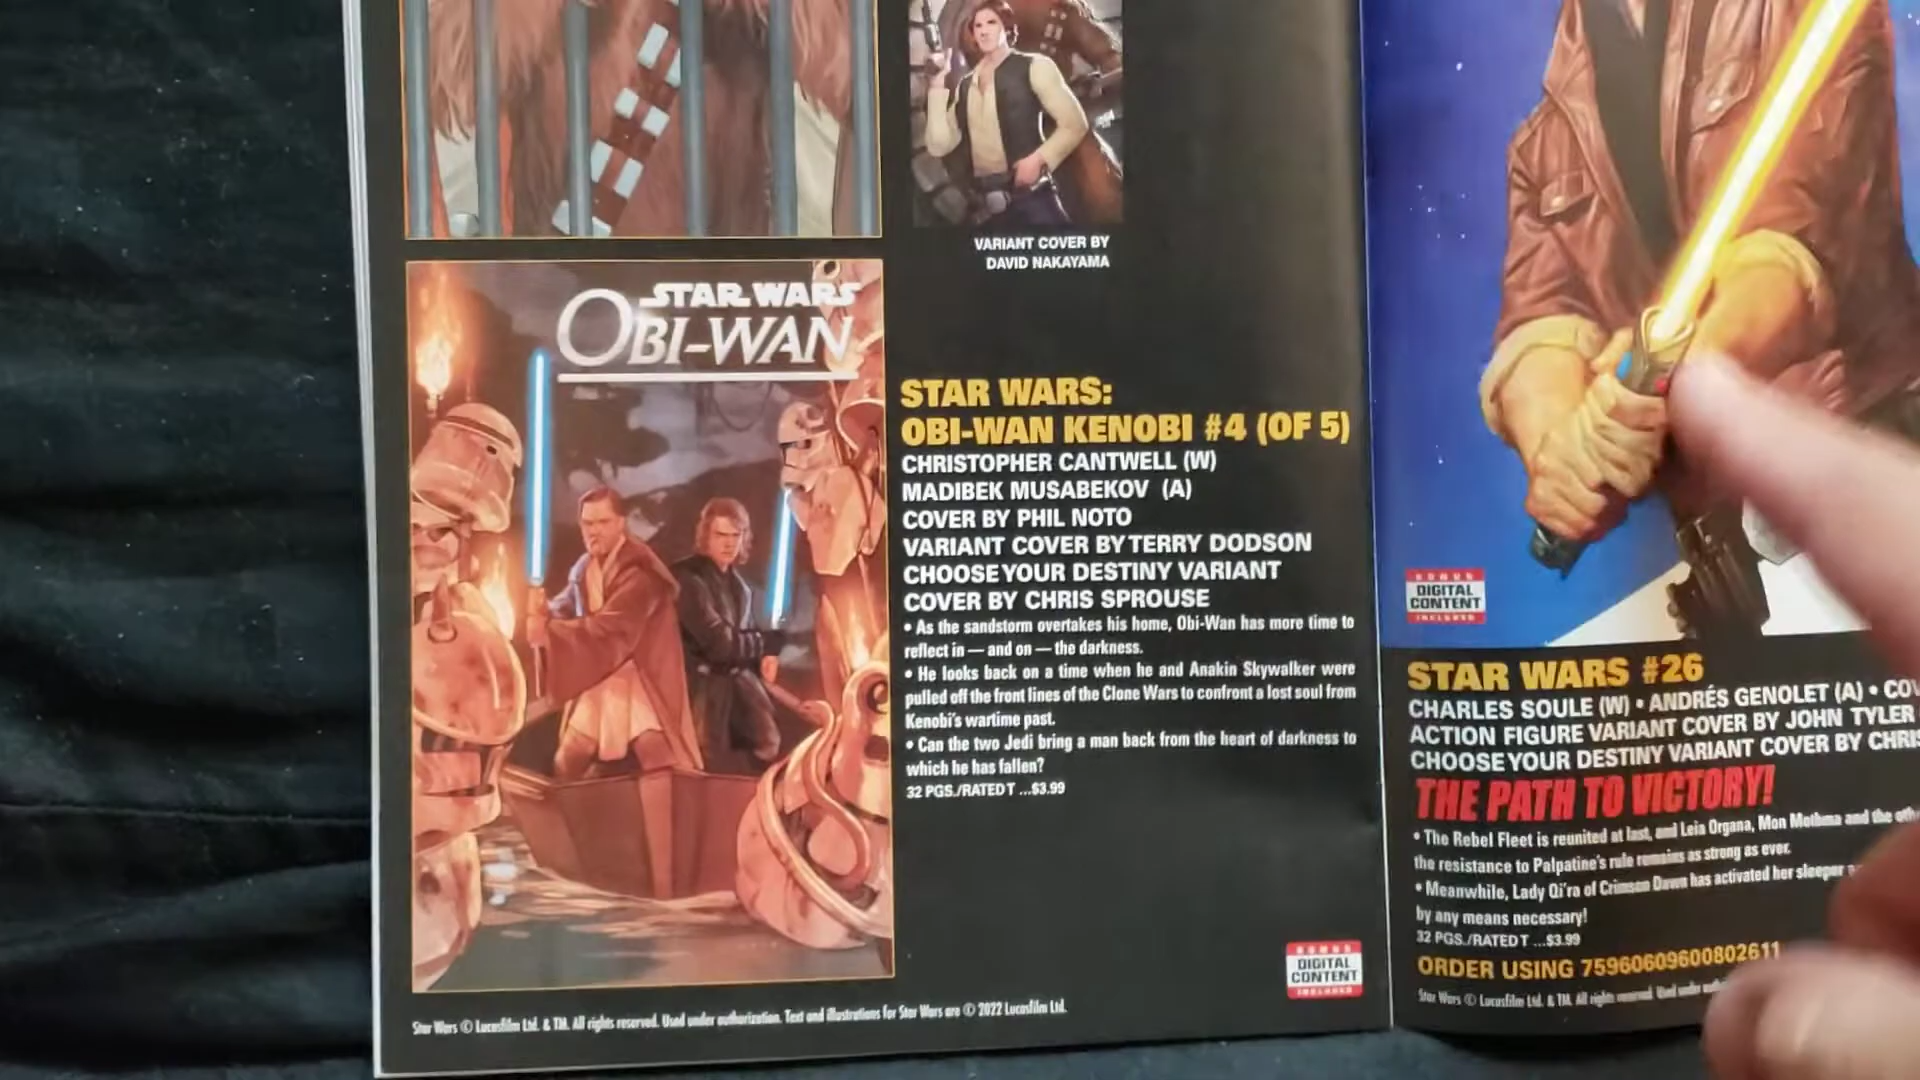 VARIANT COVER BY
DAVID NAKAYAMA
STAR WARS
OBI-WAN
STAR WARS:
OBI-WAN KENOBI #4 (OF 5)
CHRISTOPHER CANTWELL (W)
MADIBEK MUSABEKOV (A)
COVER BY PHIL NOTO
VARIANT COVER BY TERRY DODSON
CHOOSE YOUR DESTINY VARIANT
COVER BY CHRIS SPROUSE
• As the sandstorm overtakes his home, Obi-Wan has more time to
reflect in — and on — the darkness.
• He looks back on a time when he and Anakin Skywalker were
pulled off the front lines of the Clone Wars to confront a lost soul from
Kenobi's wartime past.
• Can the two Jedi bring a man back from the heart of darkness to
which he has fallen?
32 PGS./RATED T ...$3.99
BONUS
DIGITAL
CONTENT
INCLUDED
Star Wars © Lucasfilm Ltd. & TM. All rights reserved. Used under authorization. Text and illustrations for Star Wars are © 2022 Lucasfilm Ltd.
BONUS
DIGITAL
CONTENT
INCLUDED
STAR WARS #26
CHARLES SOULE (W) • ANDRÉS GENOLET (A) •
ACTION FIGURE VARIANT COVER BY JOHN TYLER
CHOOSE YOUR DESTINY VARIANT COVER BY
THE PATH TO VICTORY!
• The Rebel Fleet is reunited at last, and Leia Organa, Mon Mothma and the
the resistance to Palpatine's rule remains as strong as ever.
• Meanwhile, Lady Qi'ra of Crimson Dawn has activated her sleeper
by any means necessary!
32 PGS./RATED T ...$3.99
ORDER USING 75960609600802611
Star Wars © Lucasfilm Ltd. & TM. All rights reserved. Used under